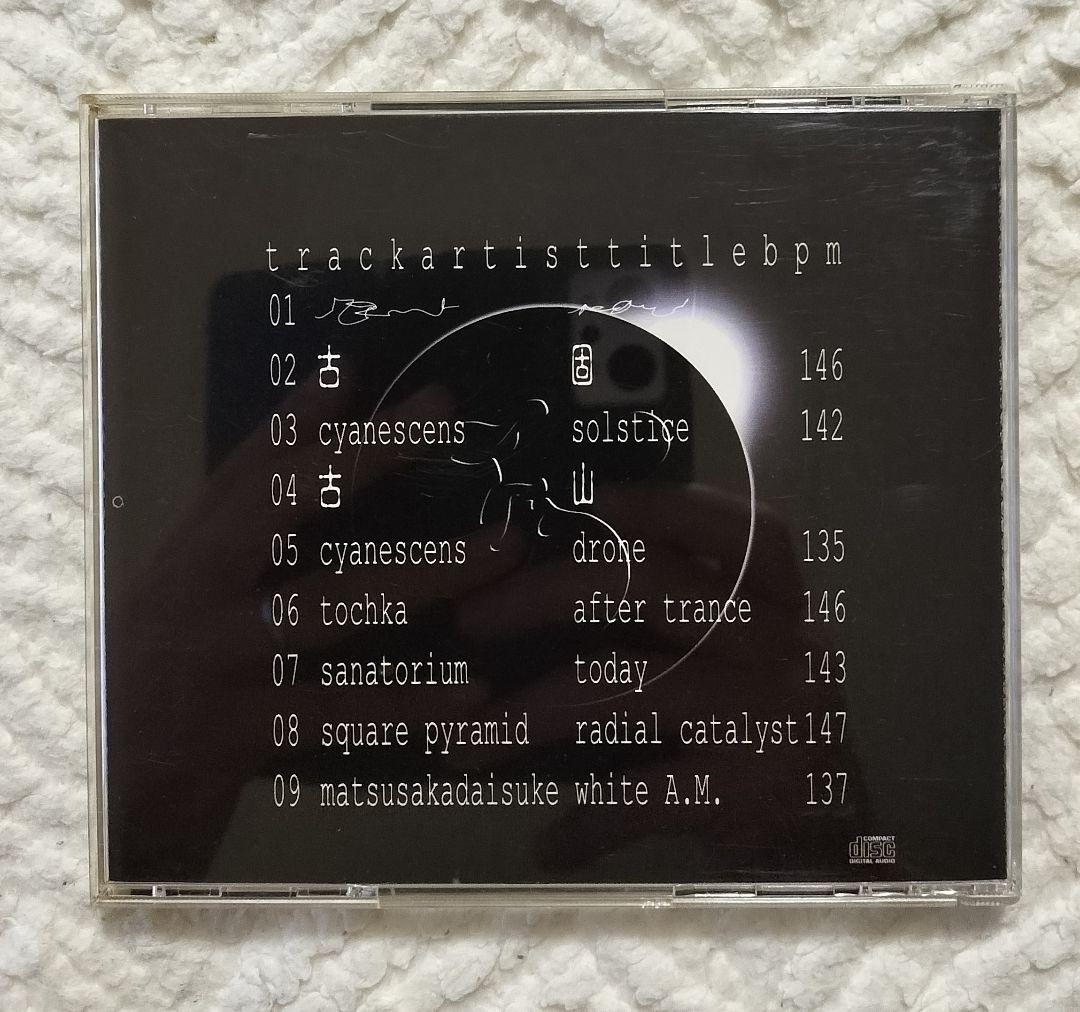 trackartisttitlebpm
01
02 古 固 146
03 cyanescens solstice 142
04 古 山
05 cyanescens drone 135
06 tochka after trance 146
07 sanatorium today 143
08 square pyramid radial catalyst 147
09 matsusakadaisuke white A.M. 137
COMPACT
disc
DIGITAL AUDIO